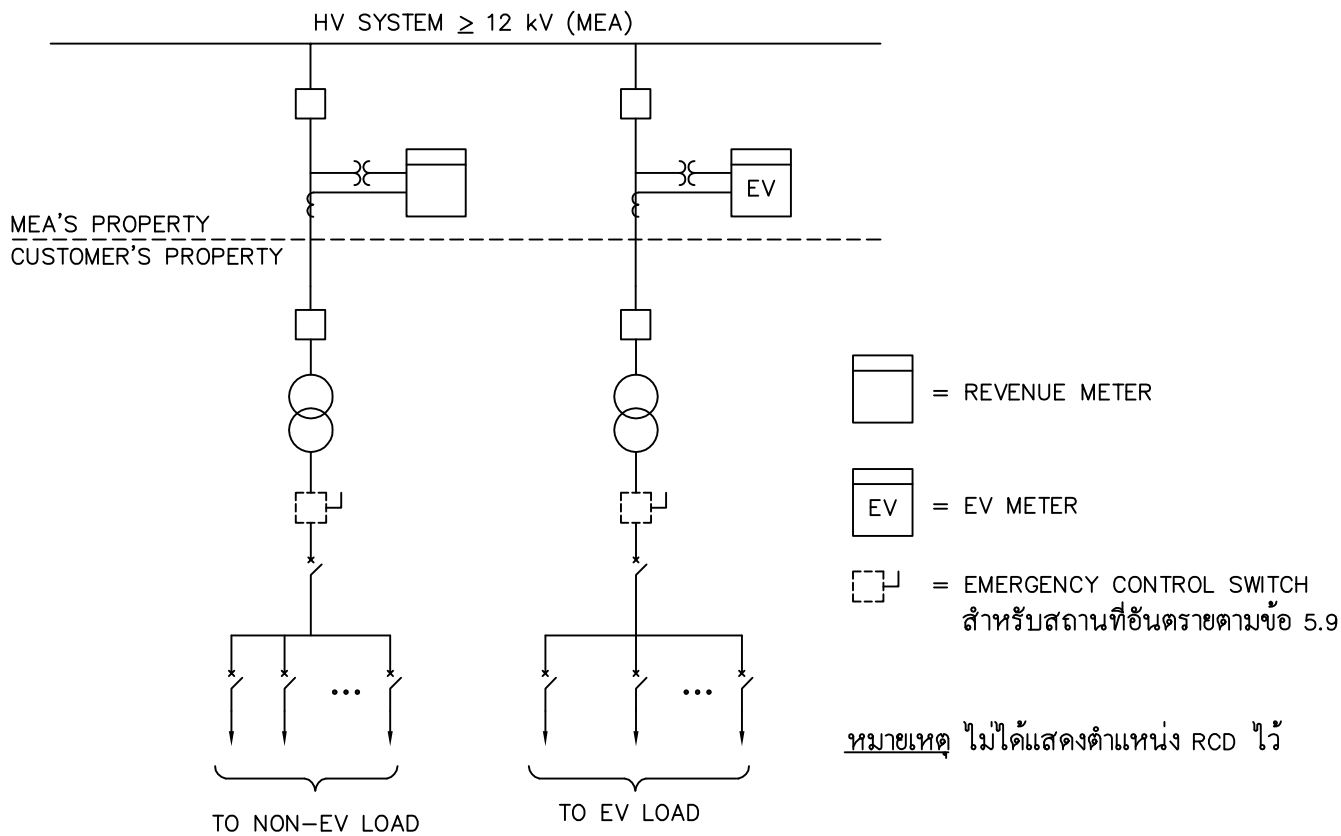 HV SYSTEM ≥ 12 kV (MEA)
EV
MEA'S PROPERTY
CUSTOMER'S PROPERTY
= REVENUE METER
EV = EV METER
= EMERGENCY CONTROL SWITCH
สำหรับสถานที่อันตรายตามข้อ 5.9
หมายเหตุ ไม่ได้แสดงตำแหน่ง RCD ไว้
TO NON-EV LOAD
TO EV LOAD